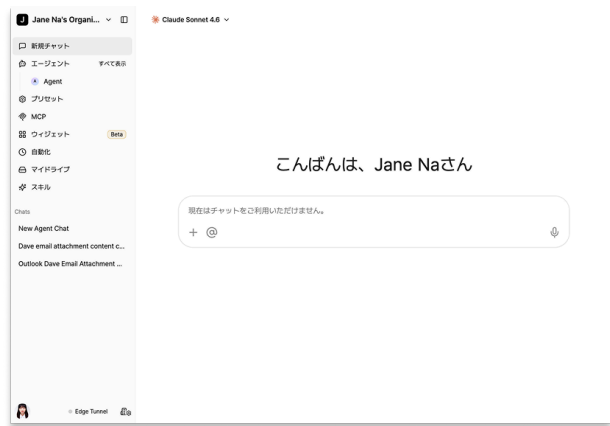 J Jane Na's Organi...
Claude Sonnet 4.6
新規チャット
エージェント すべて表示
Agent
プリセット
MCP
ウィジェット Beta
自動化
マイドライブ
スキル
Chats
New Agent Chat
Dave email attachment content c...
Outlook Dave Email Attachment ...
こんばんは、Jane Naさん
現在はチャットをご利用いただけません。
Edge Tunnel